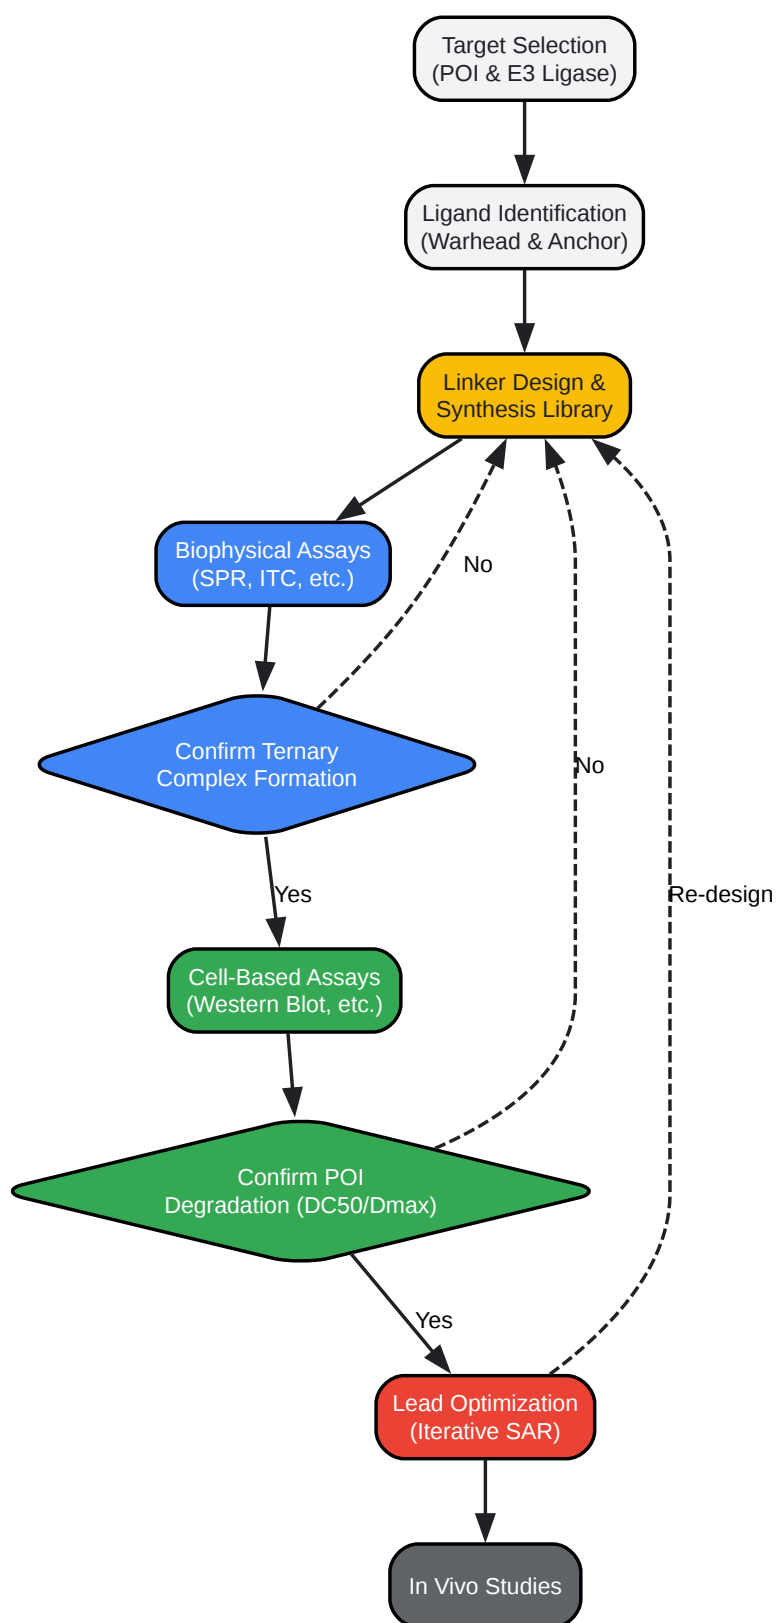 Target Selection
(POI & E3 Ligase)
Ligand Identification
(Warhead & Anchor)
Linker Design &
Synthesis Library
Biophysical Assays
(SPR, ITC, etc.)
No
Confirm Ternary
Complex Formation
No
Yes
Re-design
Cell-Based Assays
(Western Blot, etc.)
Confirm POI
Degradation (DC50/Dmax)
Yes
Lead Optimization
(Iterative SAR)
In Vivo Studies